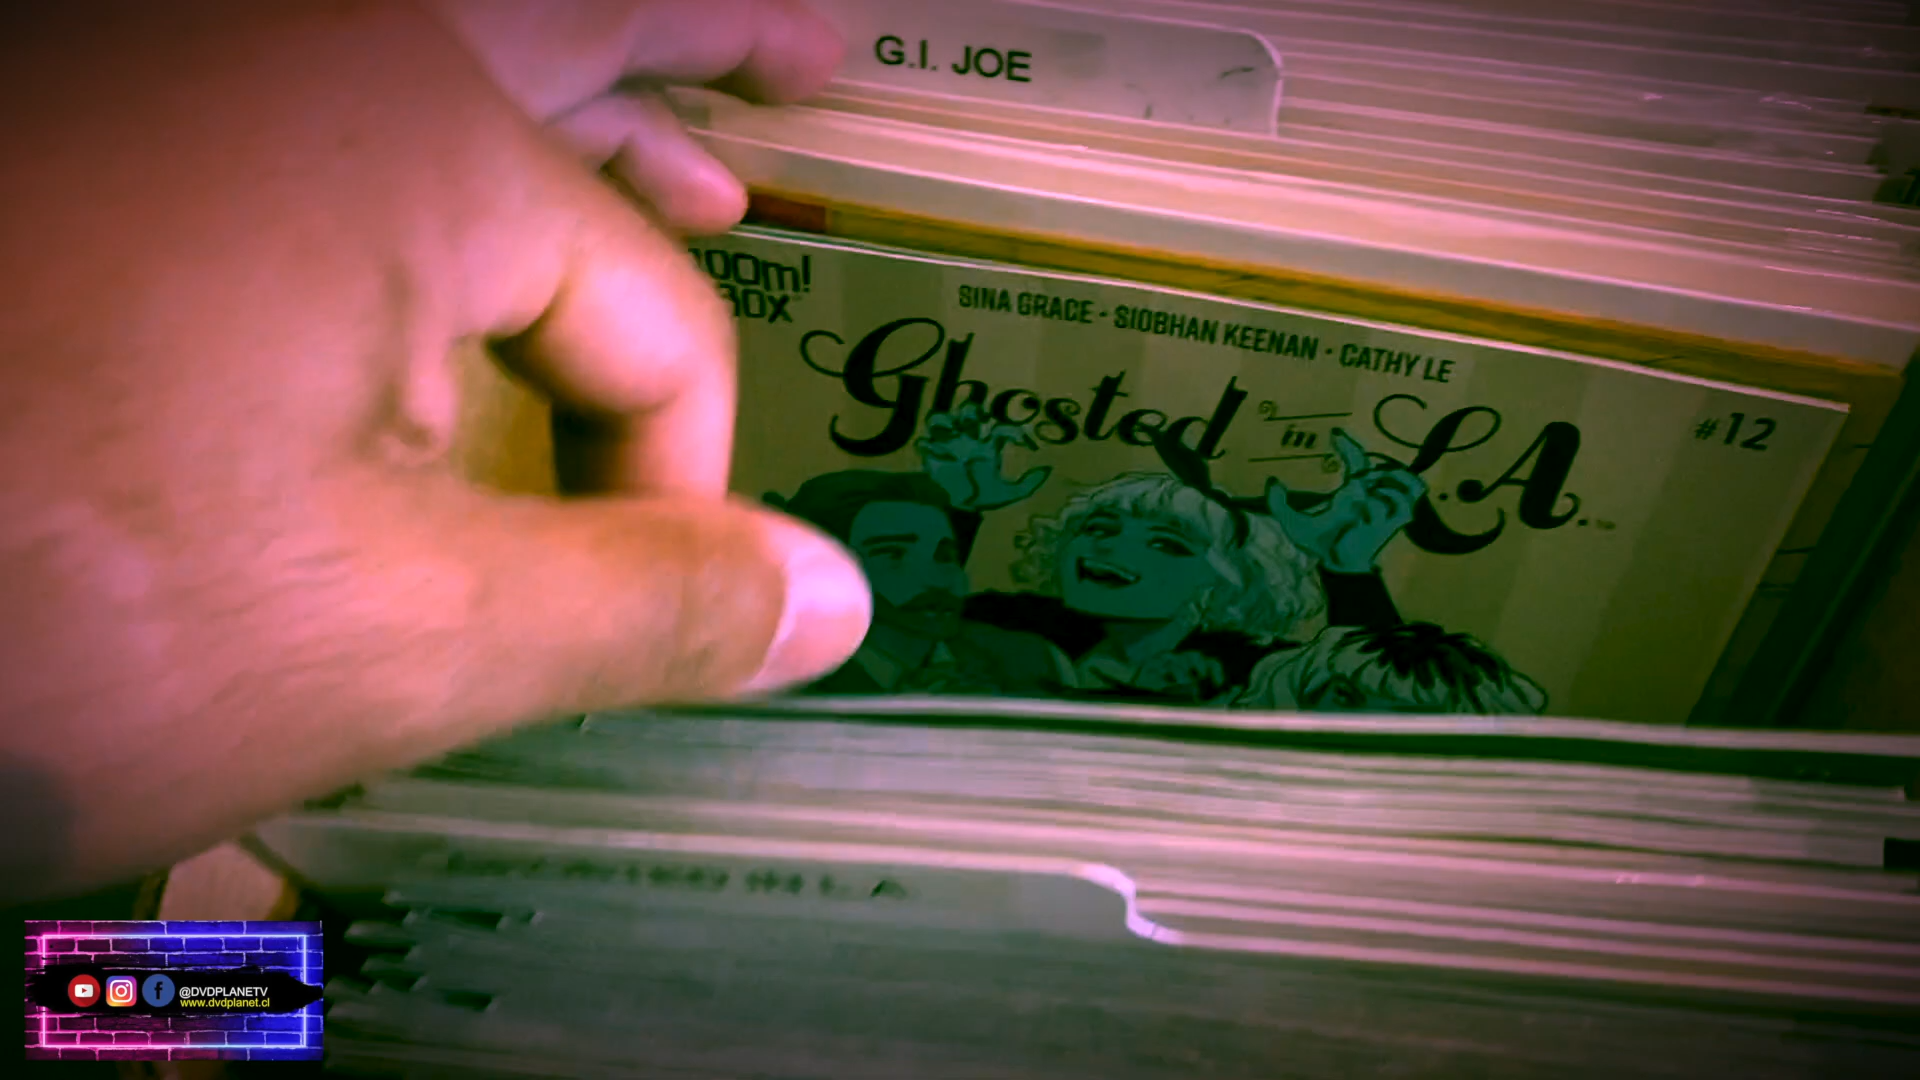 G.I. JOE
SINA GRACE · SIOBHAN KEENAN · CATHY LE
Ghosted in L.A.
#12
@DVDPLANETV
www.dvdplanet.cl